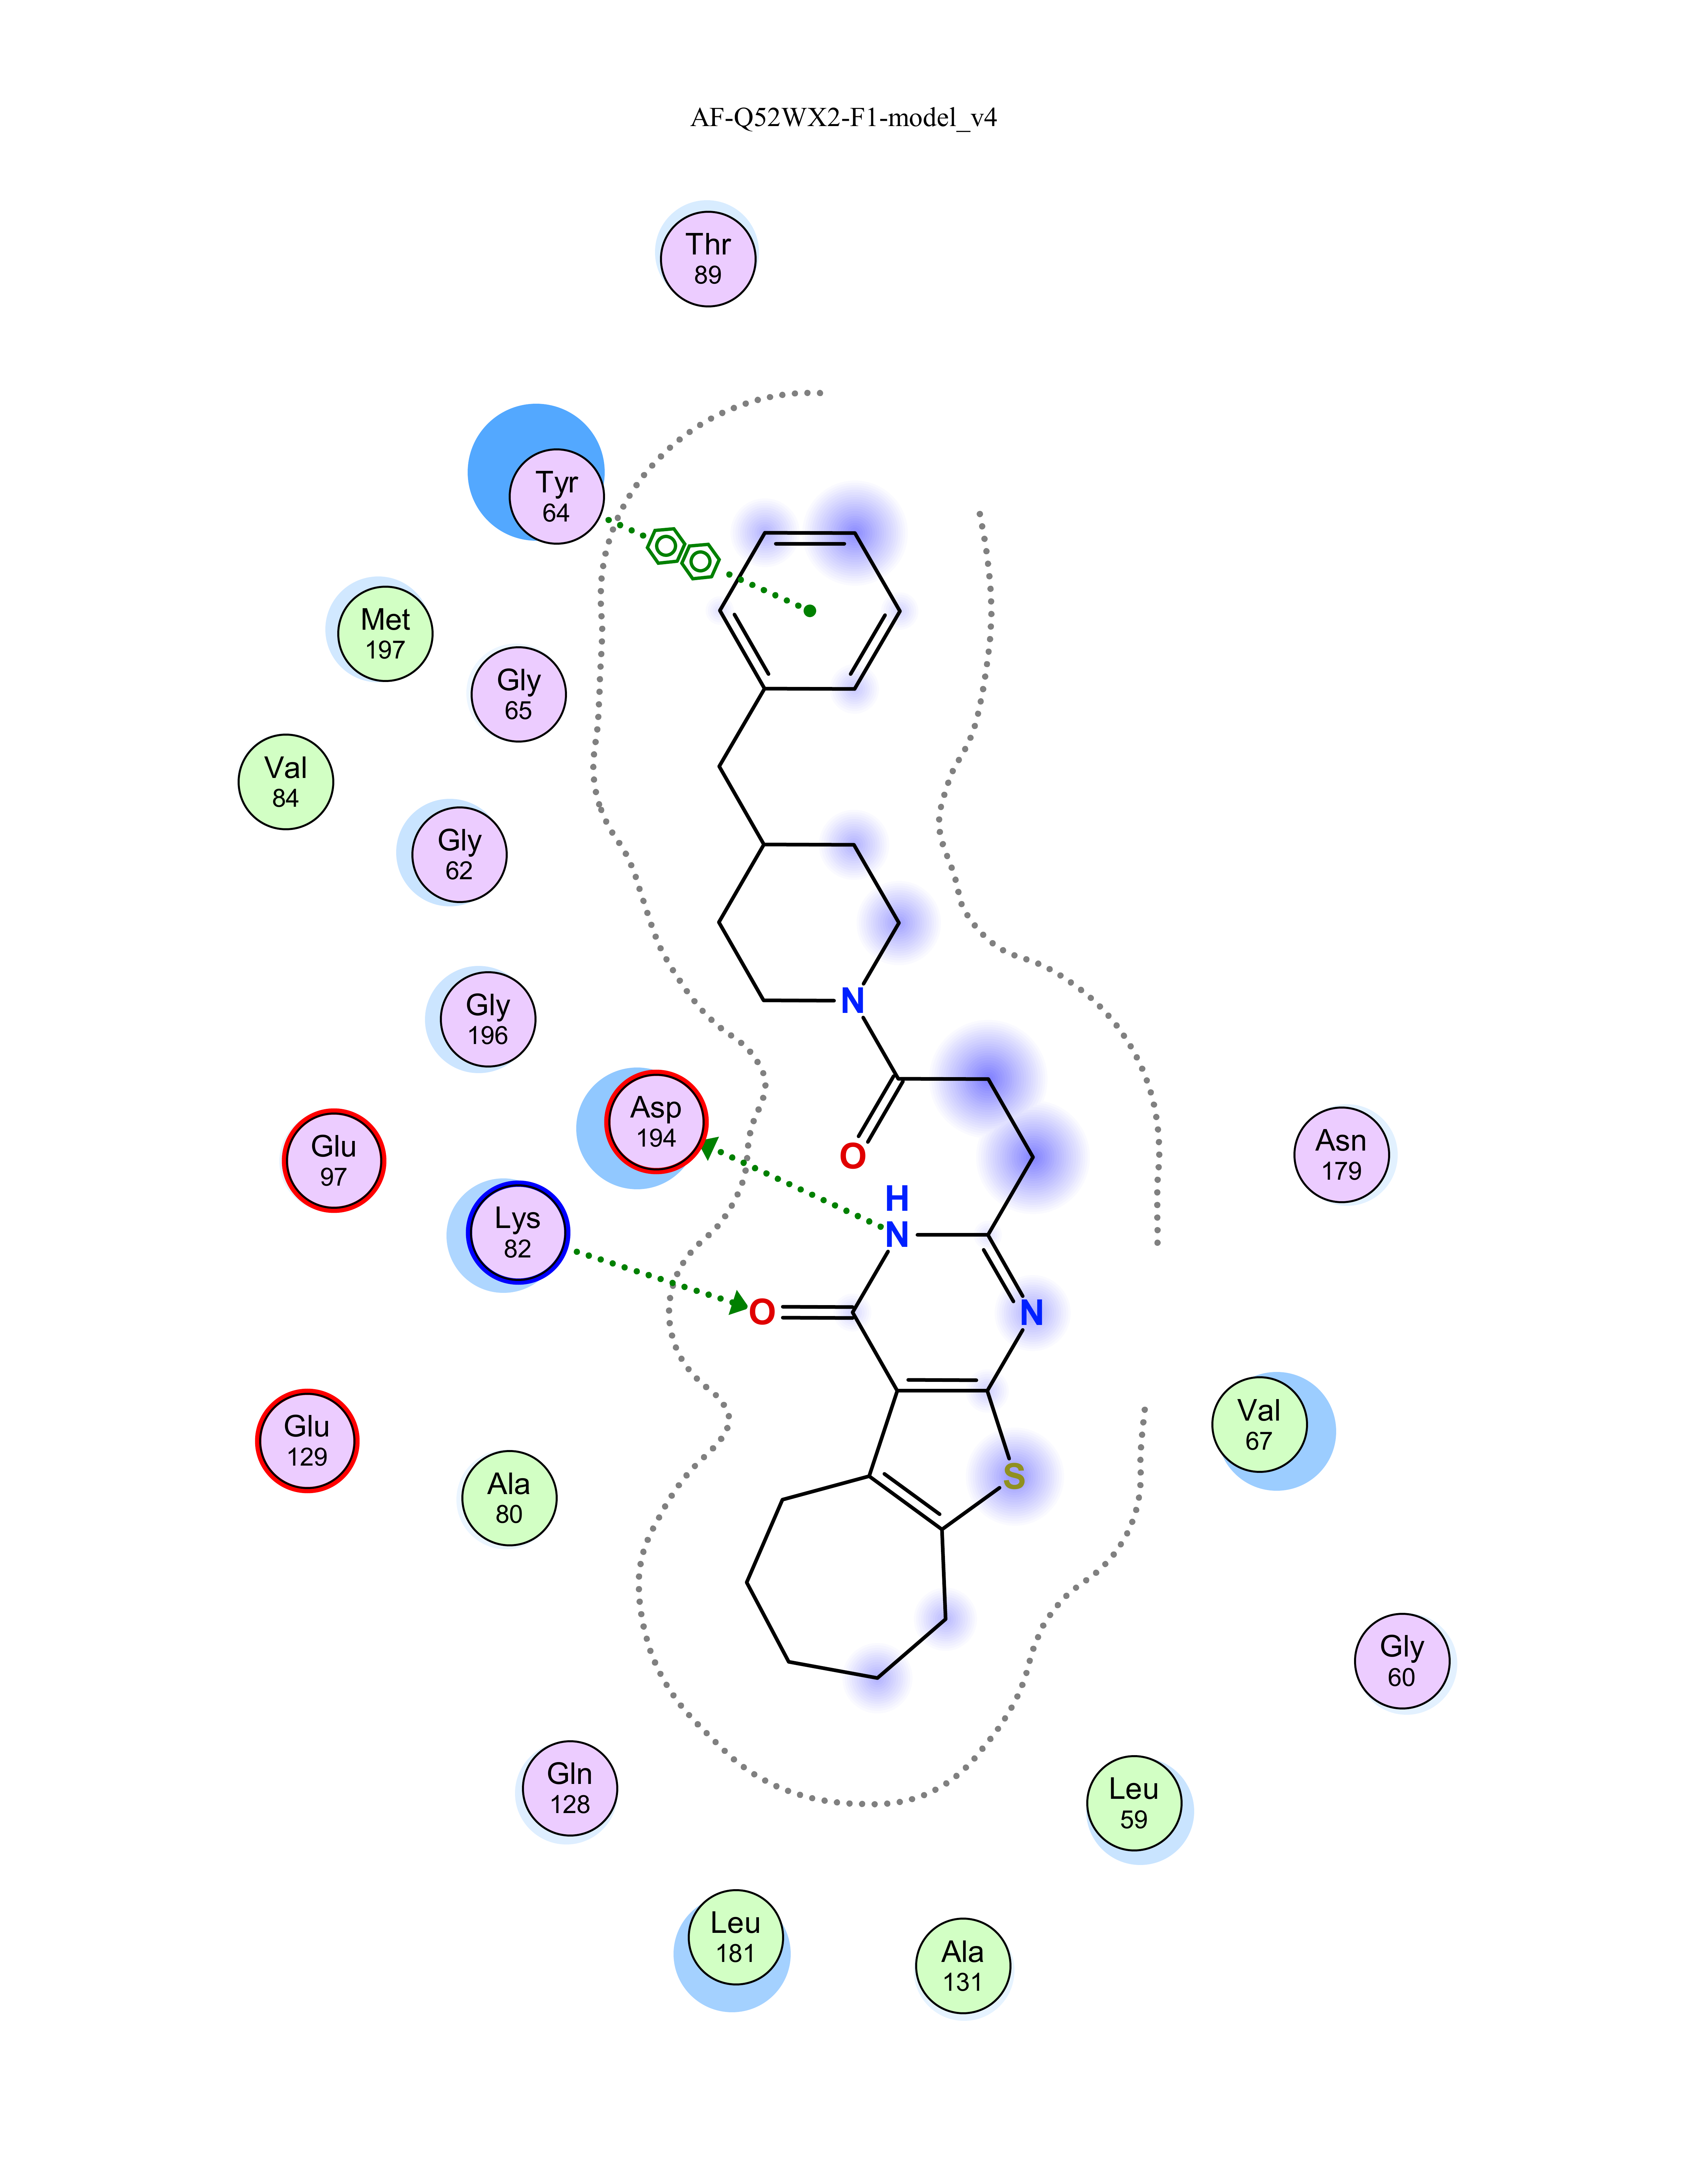 AF-Q52WX2-F1-model_v4
Thr
89
Tyr
64
Met
197
Gly
65
Val
84
Gly
62
N
Gly
196
Asp
194
O
Glu
97
Asn
179
H
N
Lys
82
O
N
Val
67
Glu
129
Ala
80
S
Gly
60
Gln
128
Leu
59
Leu
181
Ala
131